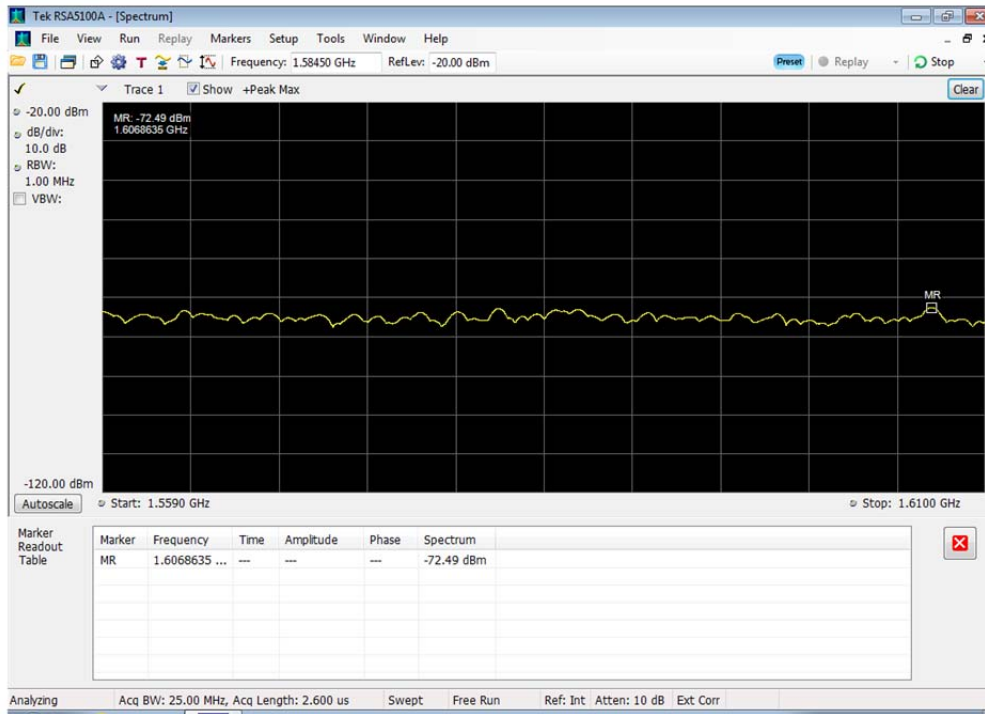 Tek RSA5100A - [Spectrum]
File View Run Replay Markers Setup Tools Window Help
T Frequency: 1.58450 GHz RefLev: -20.00 dBm Preset Replay Stop
Trace 1 Show +Peak Max Clear
-20.00 dBm
dB/div:
10.0 dB
RBW:
1.00 MHz
VBW:
MR: -72.49 dBm
1.6068635 GHz
MR
-120.00 dBm
Autoscale Start: 1.5590 GHz Stop: 1.6100 GHz
Marker
Readout
Table
Marker Frequency Time Amplitude Phase Spectrum
MR 1.6068635 ... --- --- --- -72.49 dBm
Analyzing Acq BW: 25.00 MHz, Acq Length: 2.600 us Swept Free Run Ref: Int Atten: 10 dB Ext Corr